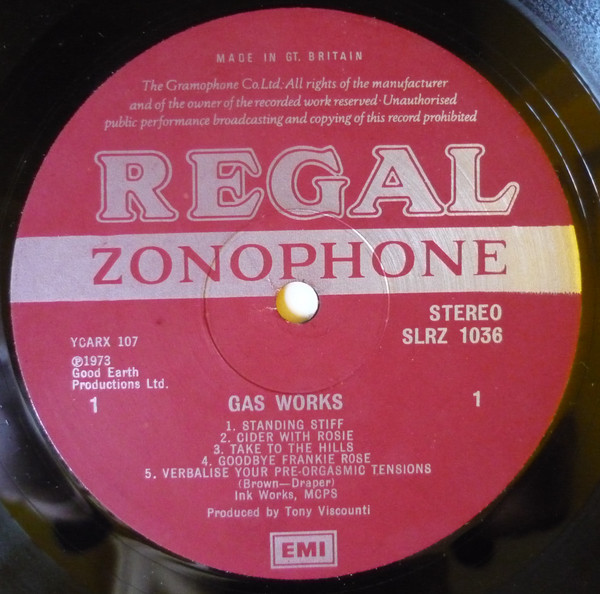 MADE IN GT. BRITAIN
The Gramophone Co.Ltd·All rights of the manufacturer
and of the owner of the recorded work reserved·Unauthorised
public performance broadcasting and copying of this record prohibited
REGAL
ZONOPHONE
STEREO
SLRZ 1036
YCARX 107
℗1973
Good Earth
Productions Ltd.
1
1
GAS WORKS
1. STANDING STIFF
2. CIDER WITH ROSIE
3. TAKE TO THE HILLS
4. GOODBYE FRANKIE ROSE
5. VERBALISE YOUR PRE-ORGASMIC TENSIONS
(Brown—Draper)
Ink Works, MCPS
Produced by Tony Viscounti
EMI